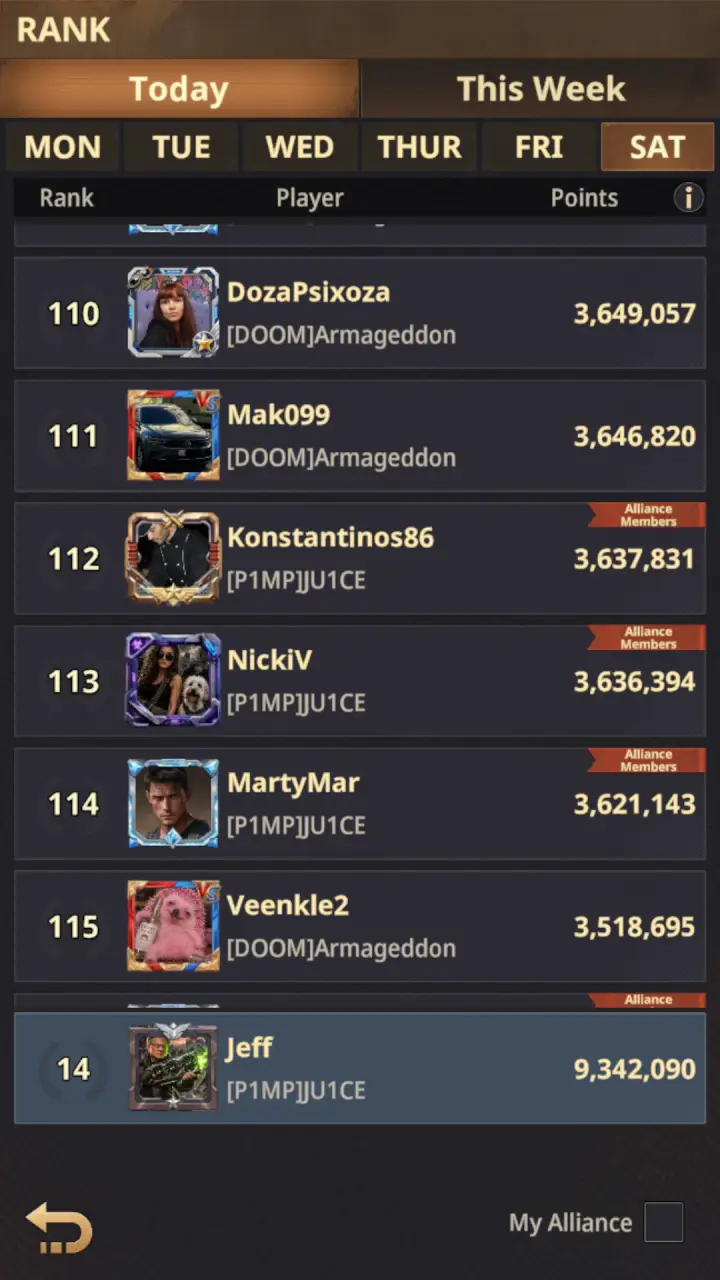 RANK
Today
This Week
MON
TUE
WED
THUR
FRI
SAT
Rank
Player
Points
i
110
DozaPsixoza
[DOOM]Armageddon
3,649,057
111
VS
Mak099
[DOOM]Armageddon
3,646,820
Alliance
Members
112
Konstantinos86
[P1MP]JU1CE
3,637,831
Alliance
Members
113
NickiV
[P1MP]JU1CE
3,636,394
Alliance
Members
114
MartyMar
[P1MP]JU1CE
3,621,143
115
VS
Veenkle2
[DOOM]Armageddon
3,518,695
Alliance
14
Jeff
[P1MP]JU1CE
9,342,090
My Alliance